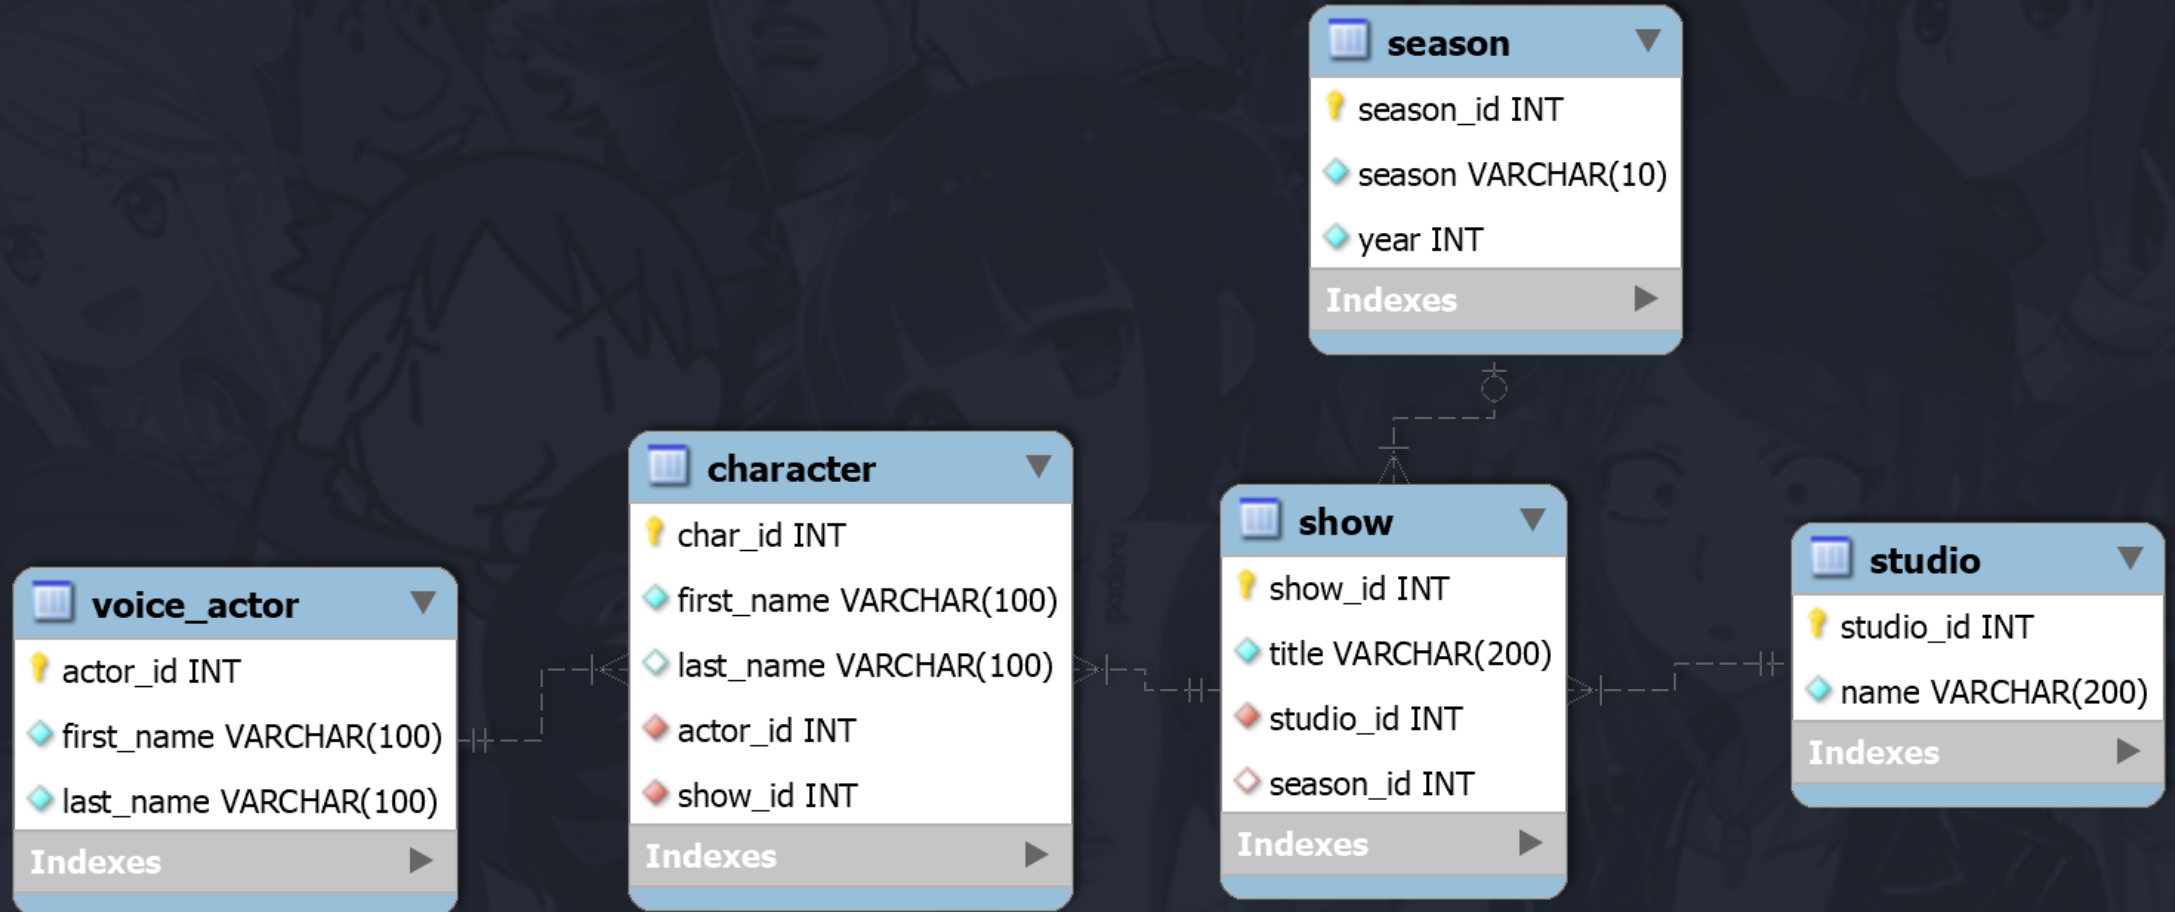 season
season_id INT
season VARCHAR(10)
year INT
Indexes
character
char_id INT
first_name VARCHAR(100)
last_name VARCHAR(100)
actor_id INT
show_id INT
Indexes
show
show_id INT
title VARCHAR(200)
studio_id INT
season_id INT
Indexes
studio
studio_id INT
name VARCHAR(200)
Indexes
voice_actor
actor_id INT
first_name VARCHAR(100)
last_name VARCHAR(100)
Indexes
padoru